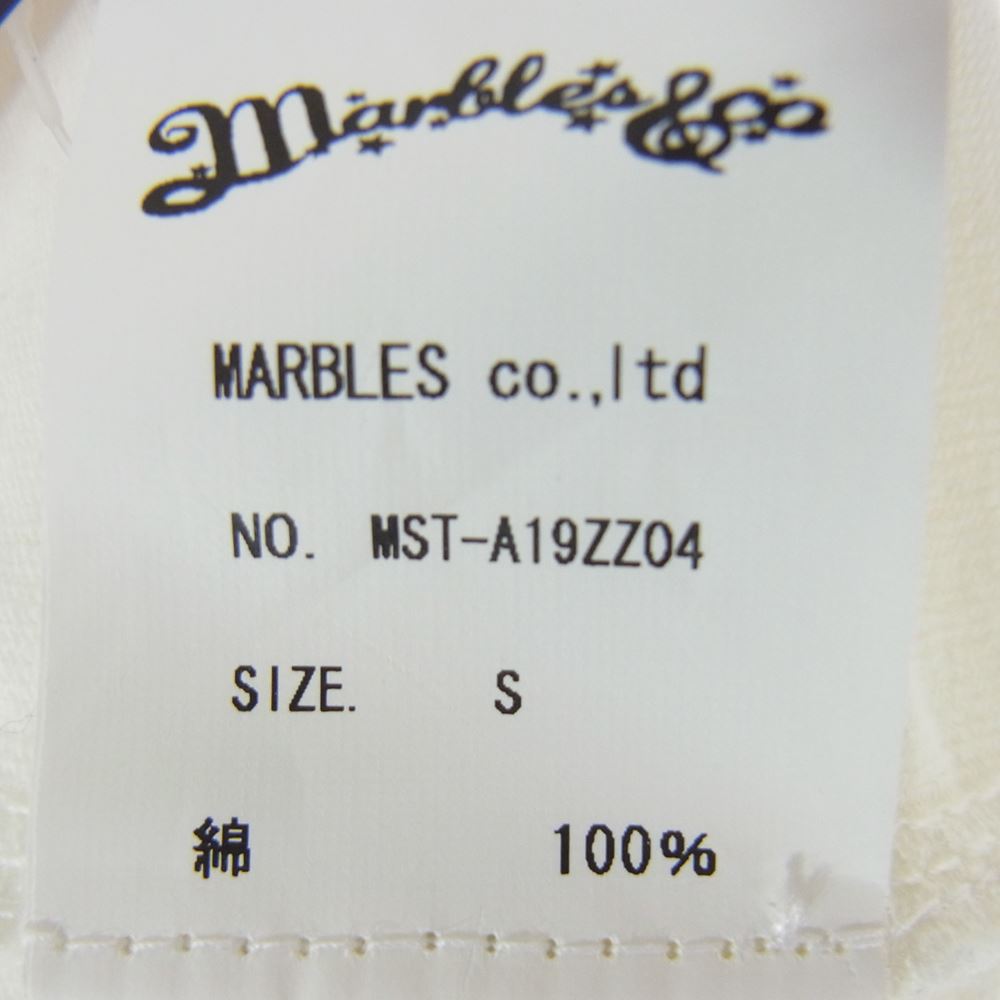 Marbles & Co
MARBLES co.,ltd
NO. MST-A19ZZ04
SIZE. S
綿 100%